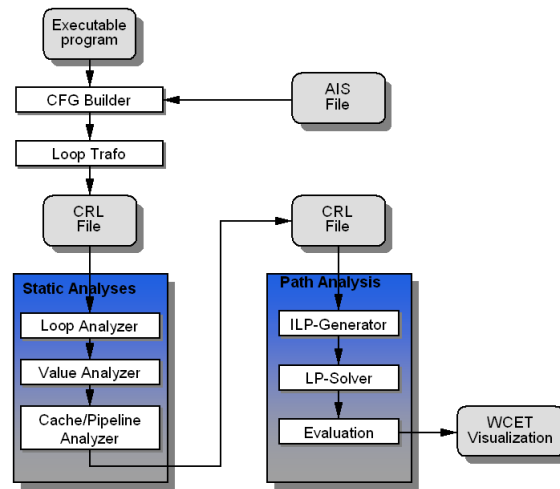 Executable
program
CFG Builder
AIS
File
Loop Trafo
CRL
File
CRL
File
Static Analyses
Loop Analyzer
Value Analyzer
Cache/Pipeline
Analyzer
Path Analysis
ILP-Generator
LP-Solver
Evaluation
WCET
Visualization